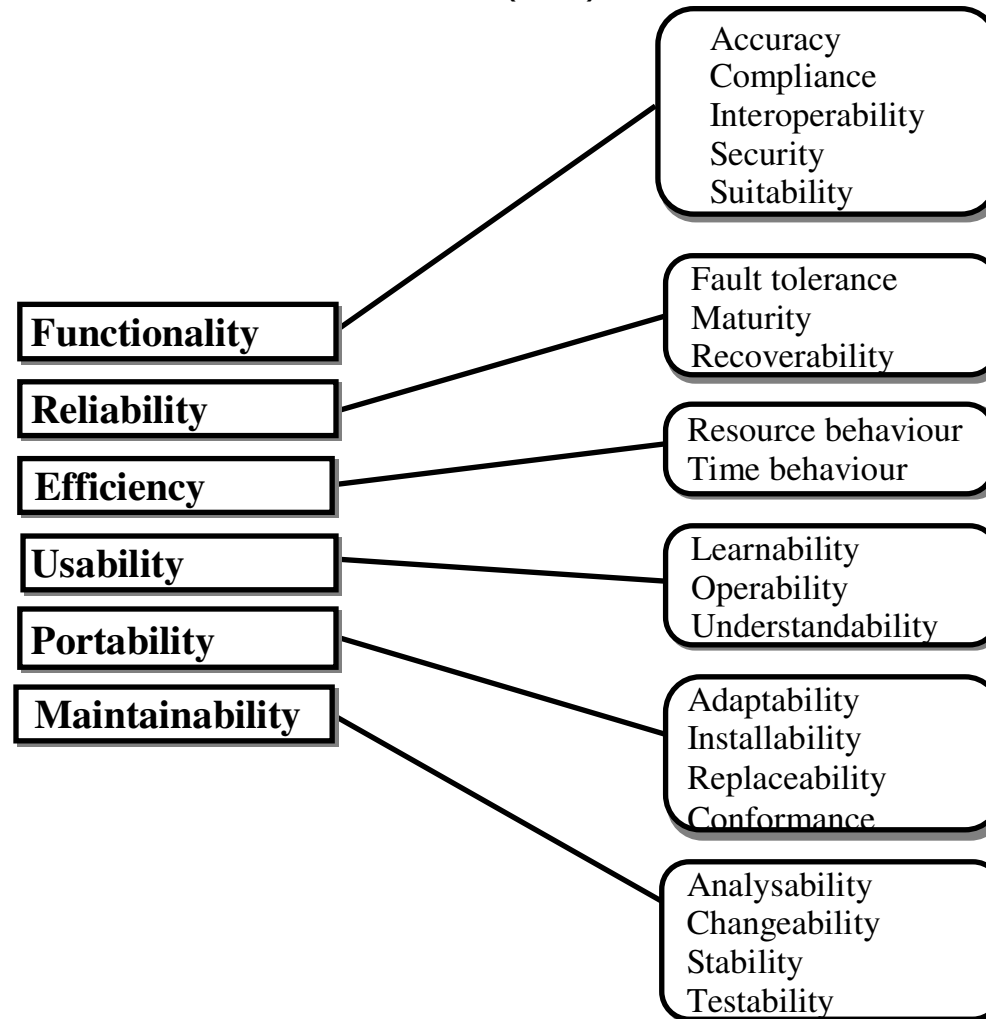 Functionality
Reliability
Efficiency
Usability
Portability
Maintainability
Accuracy
Compliance
Interoperability
Security
Suitability
Fault tolerance
Maturity
Recoverability
Resource behaviour
Time behaviour
Learnability
Operability
Understandability
Adaptability
Installability
Replaceability
Conformance
Analysability
Changeability
Stability
Testability